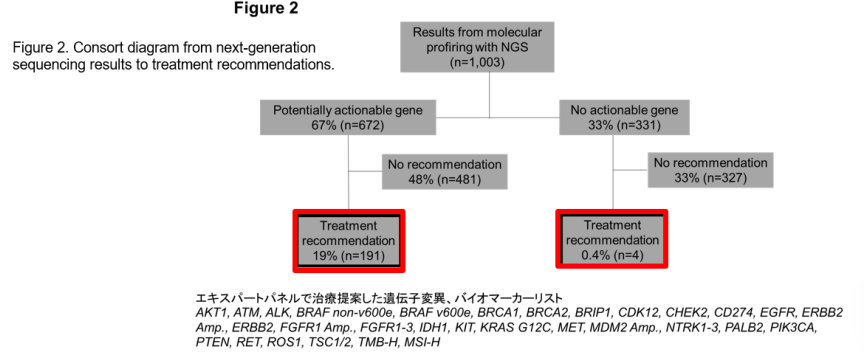 Figure 2
Figure 2. Consort diagram from next-generation
sequencing results to treatment recommendations.
Results from molecular
profiring with NGS
(n=1,003)
Potentially actionable gene
67% (n=672)
No actionable gene
33% (n=331)
No recommendation
48% (n=481)
No recommendation
33% (n=327)
Treatment
recommendation
19% (n=191)
Treatment
recommendation
0.4% (n=4)
エキスパートパネルで治療提案した遺伝子変異、バイオマーカーリスト
AKT1, ATM, ALK, BRAF non-v600e, BRAF v600e, BRCA1, BRCA2, BRIP1, CDK12, CHEK2, CD274, EGFR, ERBB2
Amp., ERBB2, FGFR1 Amp., FGFR1-3, IDH1, KIT, KRAS G12C, MET, MDM2 Amp., NTRK1-3, PALB2, PIK3CA,
PTEN, RET, ROS1, TSC1/2, TMB-H, MSI-H